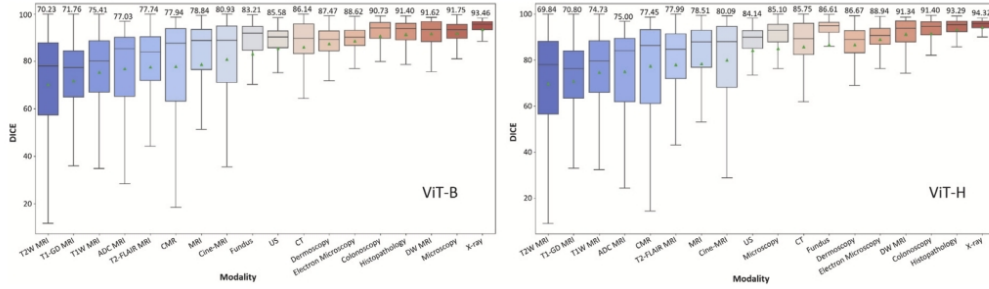 70.23 71.76 75.41 77.03 77.74 77.94 78.84 80.93 83.21 85.58 86.14 87.47 88.62 90.73 91.40 91.62 91.75 93.46
100
80
60
40
20
DICE
ViT-B
T2W MRI T1-GD MRI T1W MRI ADC MRI T2-FLAIR MRI CMR MRI Cine-MRI Fundus US CT Dermoscopy Electron Microscopy Colonoscopy Histopathology DW MRI Microscopy X-ray
Modality
69.84 70.80 74.73 75.00 77.45 77.99 78.51 80.09 84.14 85.10 85.75 86.61 86.67 88.94 91.34 91.40 93.29 94.32
100
80
60
40
20
DICE
ViT-H
T2W MRI T1-GD MRI T1W MRI ADC MRI CMR T2-FLAIR MRI MRI Cine-MRI US Microscopy CT Fundus Dermoscopy Electron Microscopy DW MRI Colonoscopy Histopathology X-ray
Modality